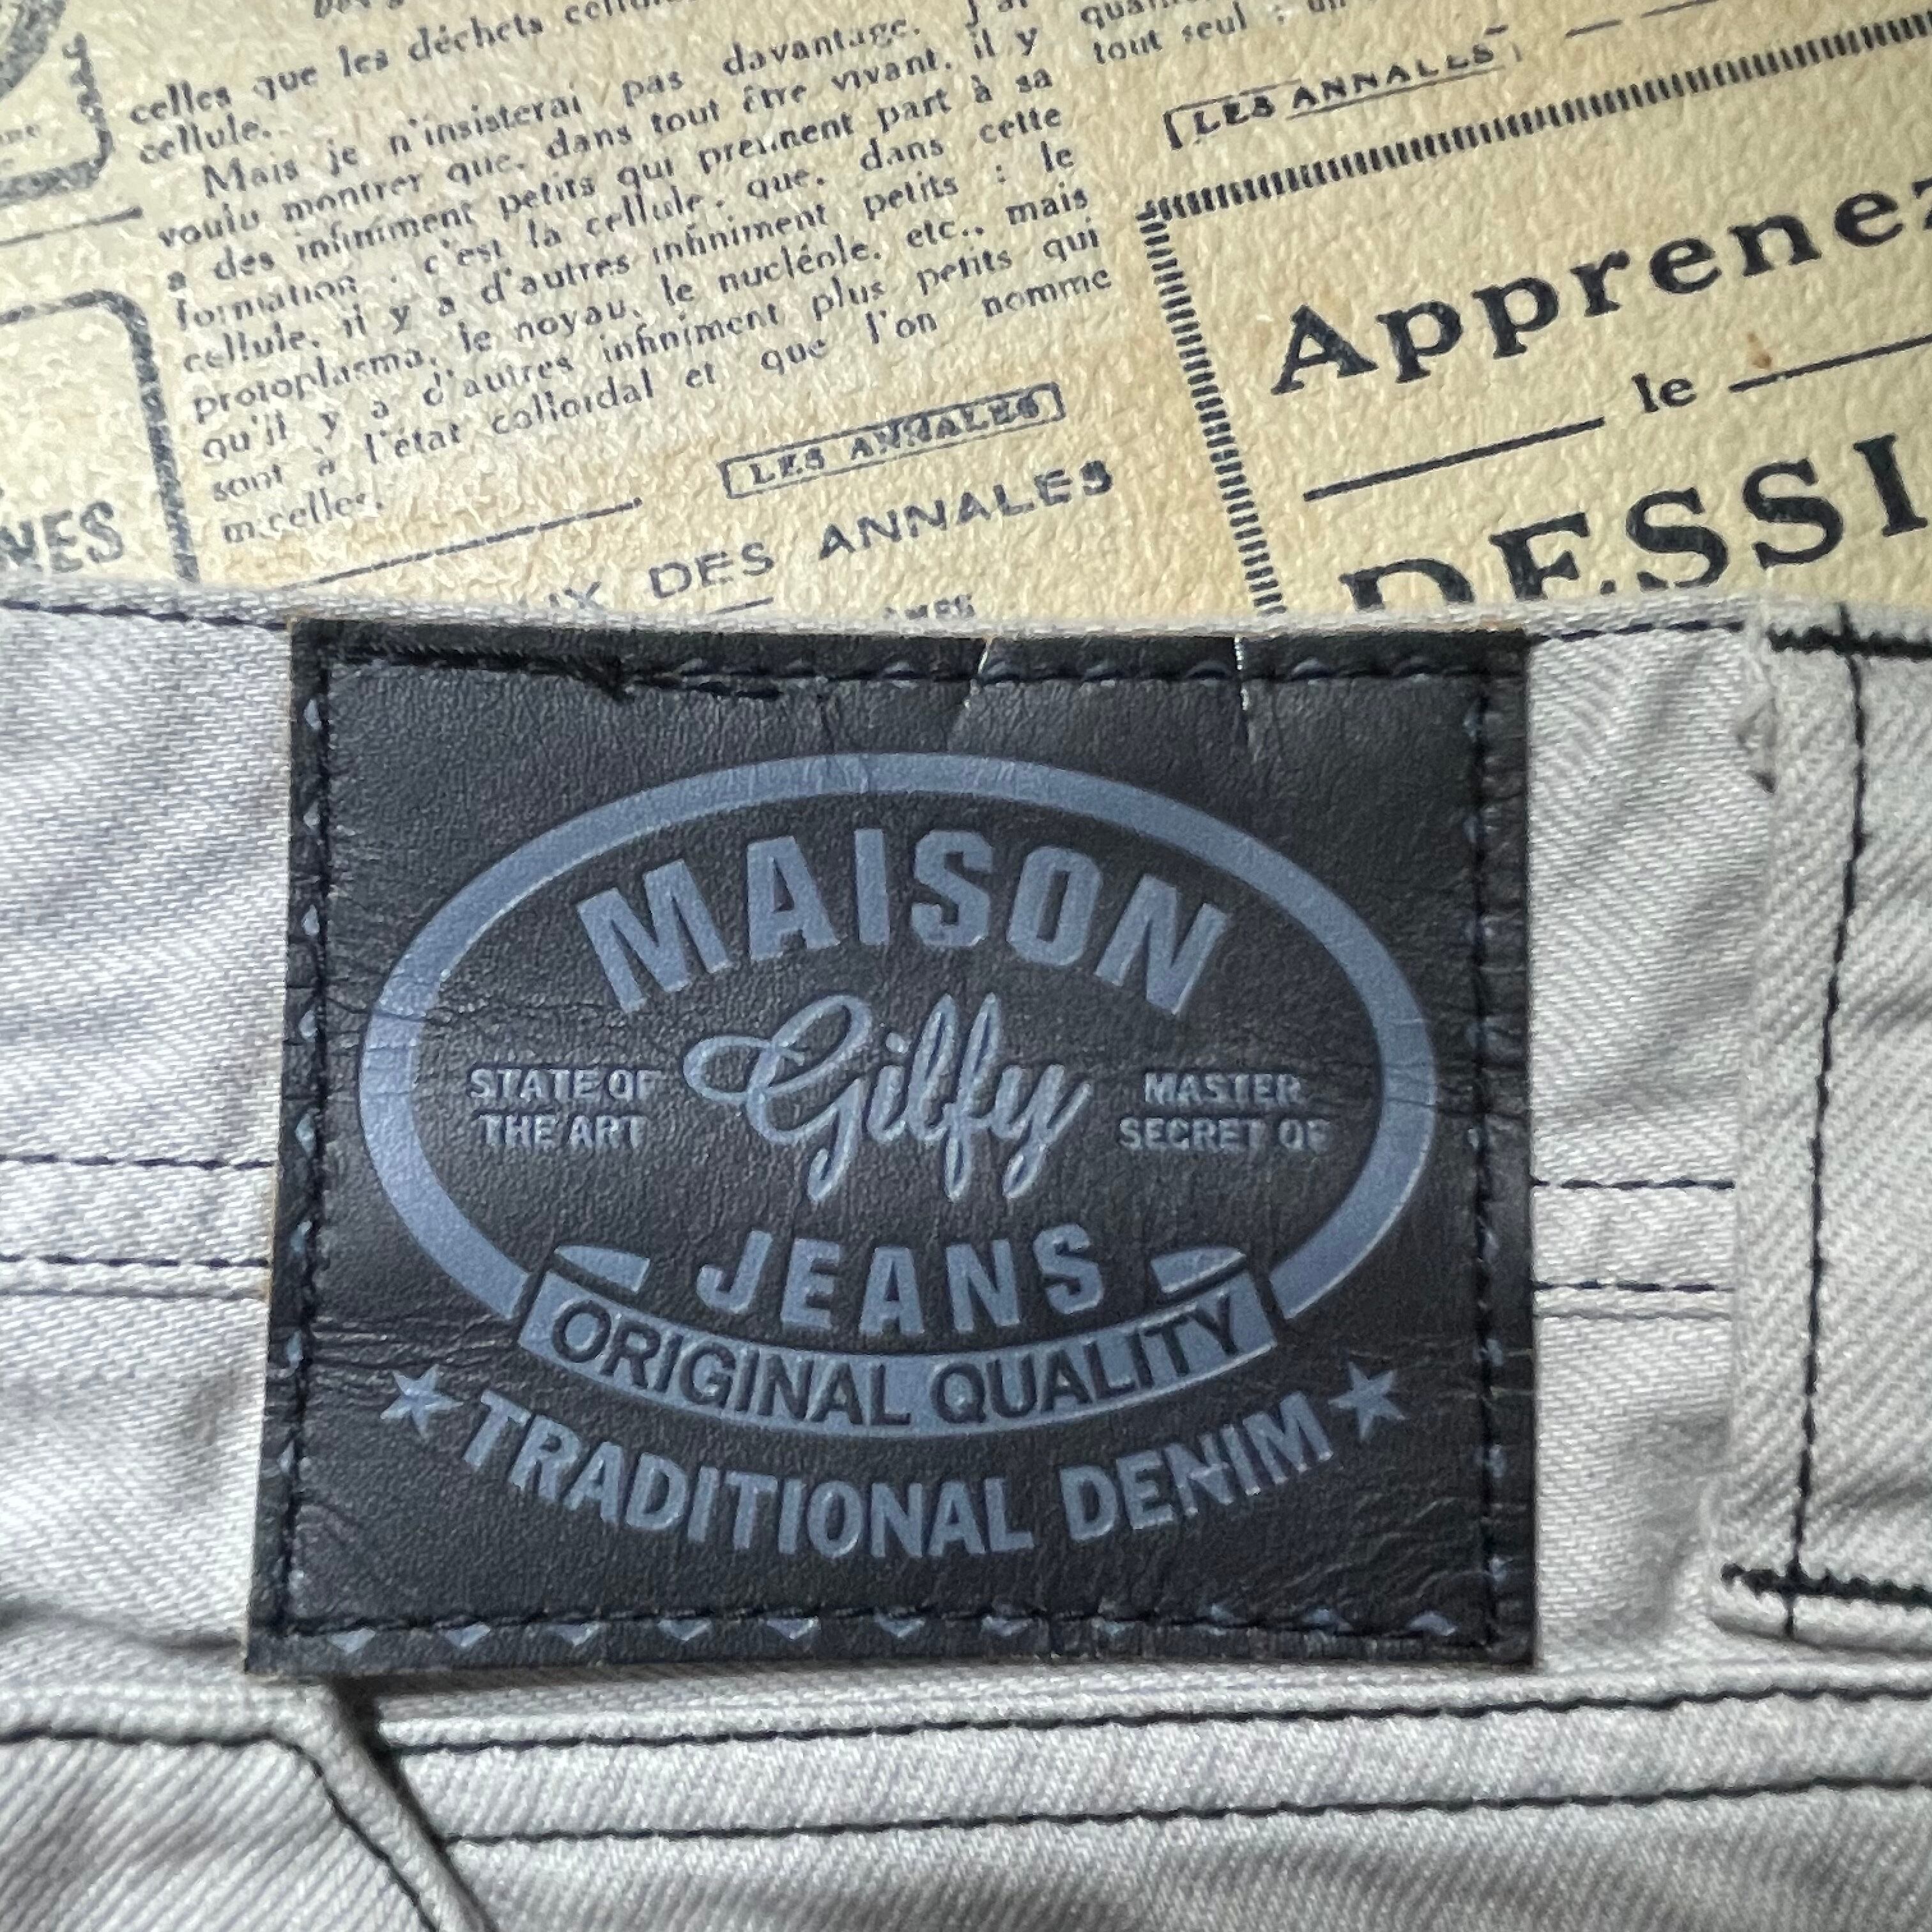 celles que les déchets
cellule.
Mais je n'insisterai pas davantage. J'ai
voulu montrer que, dans tout être vivant, il y
a des infiniment petits qui prennent part à sa
formation : c'est la cellule, que, dans cette
cellule, il y a d'autres infiniment petits : le
protoplasma, le noyau, le nucléole, etc., mais
qu'il y a d'autres infiniment plus petits qui
sont à l'état colloïdal et que l'on nomme
micelles.
LES ANNALES
DES ANNALES
NES
tout seul :
LES ANNALES
Apprenez
le
DESSI
MAISON
Gilfy
STATE OF
THE ART
MASTER
SECRET OF
JEANS
ORIGINAL QUALITY
★ TRADITIONAL DENIM ★